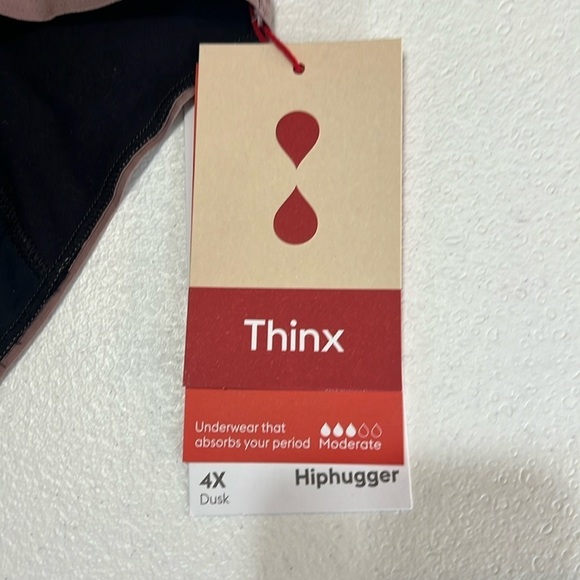 Thinx
Underwear that
absorbs your period Moderate
4X Hiphugger
Dusk